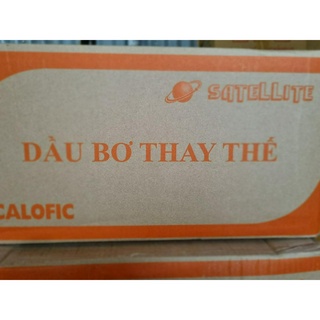 SATELLITE
DẦU BƠ THAY THẾ
CALOFIC